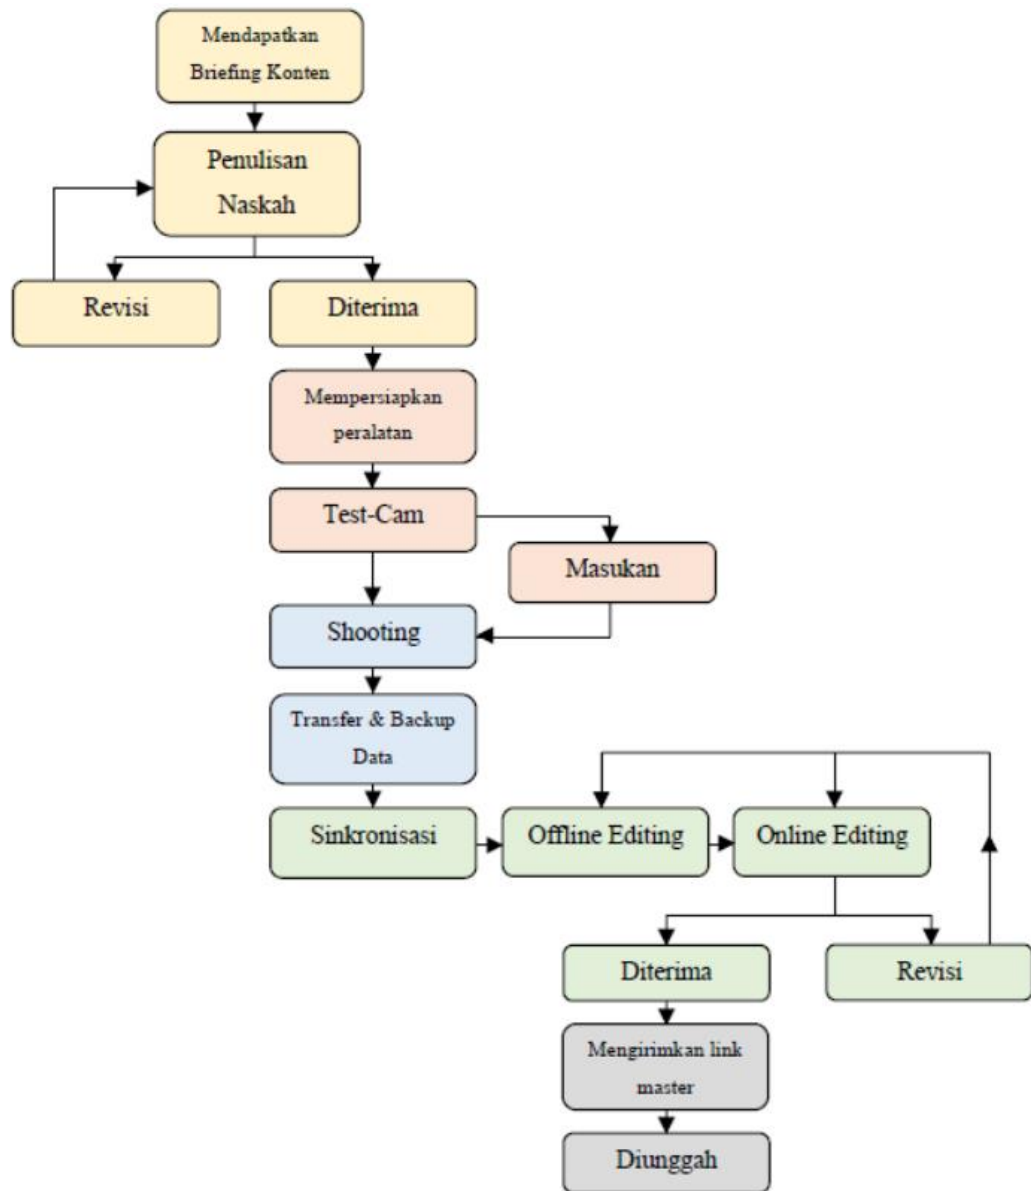 Mendapatkan
Briefing Konten
Penulisan
Naskah
Revisi
Diterima
Mempersiapkan
peralatan
Test-Cam
Masukan
Shooting
Transfer & Backup
Data
Sinkronisasi
Offline Editing
Online Editing
Diterima
Revisi
Mengirimkan link
master
Diunggah